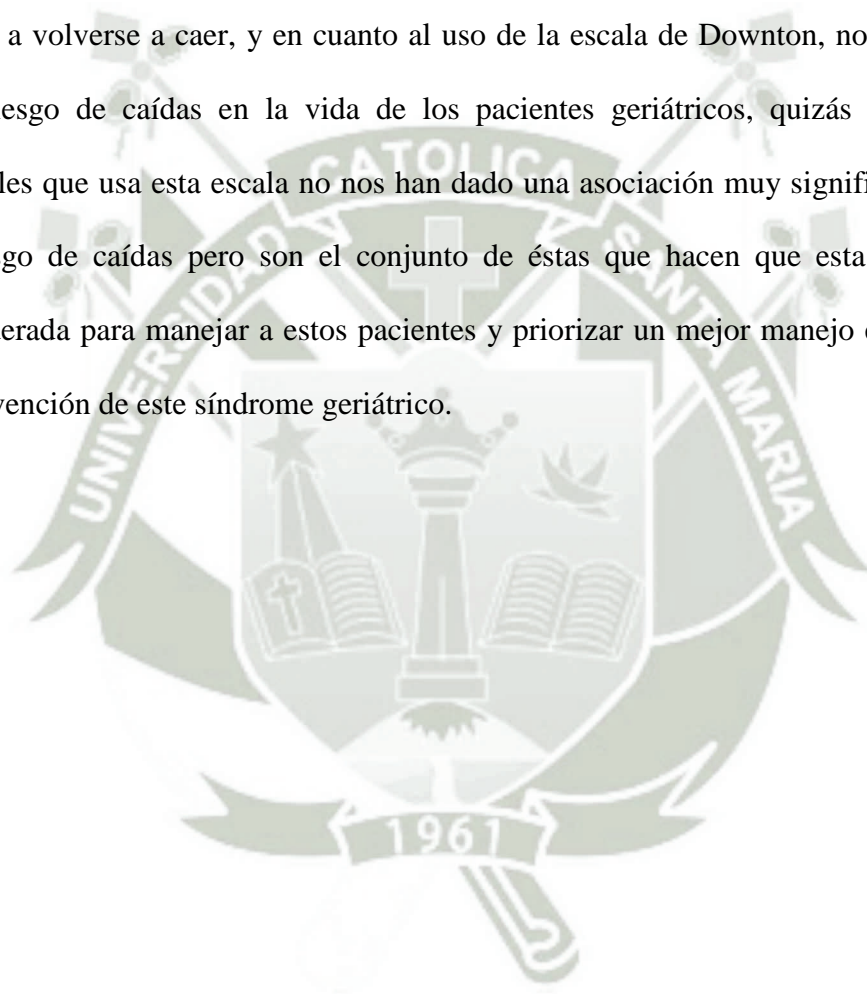 a volverse a caer, y en cuanto al uso de la escala de Downton, no
esgo de caídas en la vida de los pacientes geriátricos, quizás
les que usa esta escala no nos han dado una asociación muy signifi
go de caídas pero son el conjunto de éstas que hacen que esta
erada para manejar a estos pacientes y priorizar un mejor manejo
vención de este síndrome geriátrico.
UNIVERSIDAD CATOLICA SANTA MARIA
1961